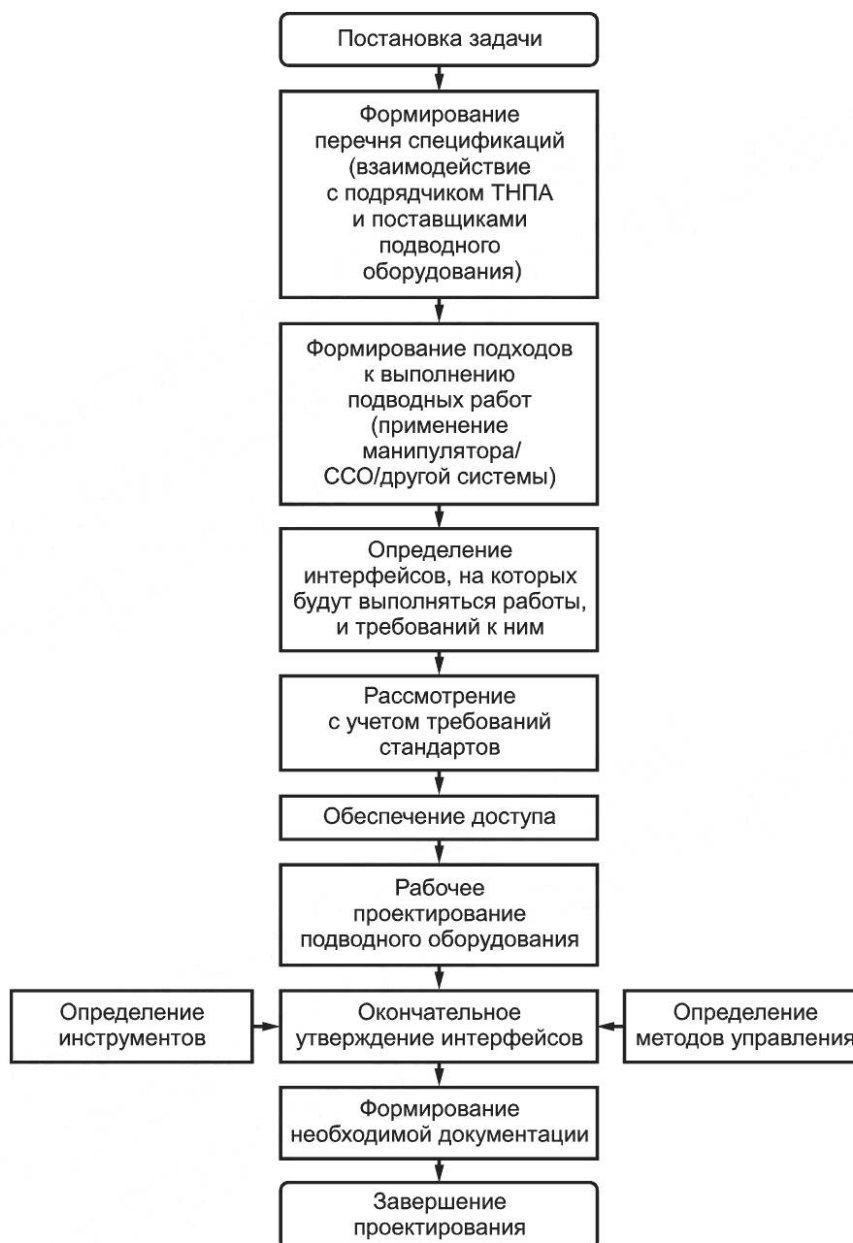 Постановка задачи
Формирование
перечня спецификаций
(взаимодействие
с подрядчиком ТНПА
и поставщиками
подводного
оборудования)
Формирование подходов
к выполнению
подводных работ
(применение
манипулятора/
ССО/другой системы)
Определение
интерфейсов, на которых
будут выполняться работы,
и требований к ним
Рассмотрение
с учетом требований
стандартов
Обеспечение доступа
Рабочее
проектирование
подводного оборудования
Определение
инструментов
Окончательное
утверждение интерфейсов
Определение
методов управления
Формирование
необходимой документации
Завершение
проектирования